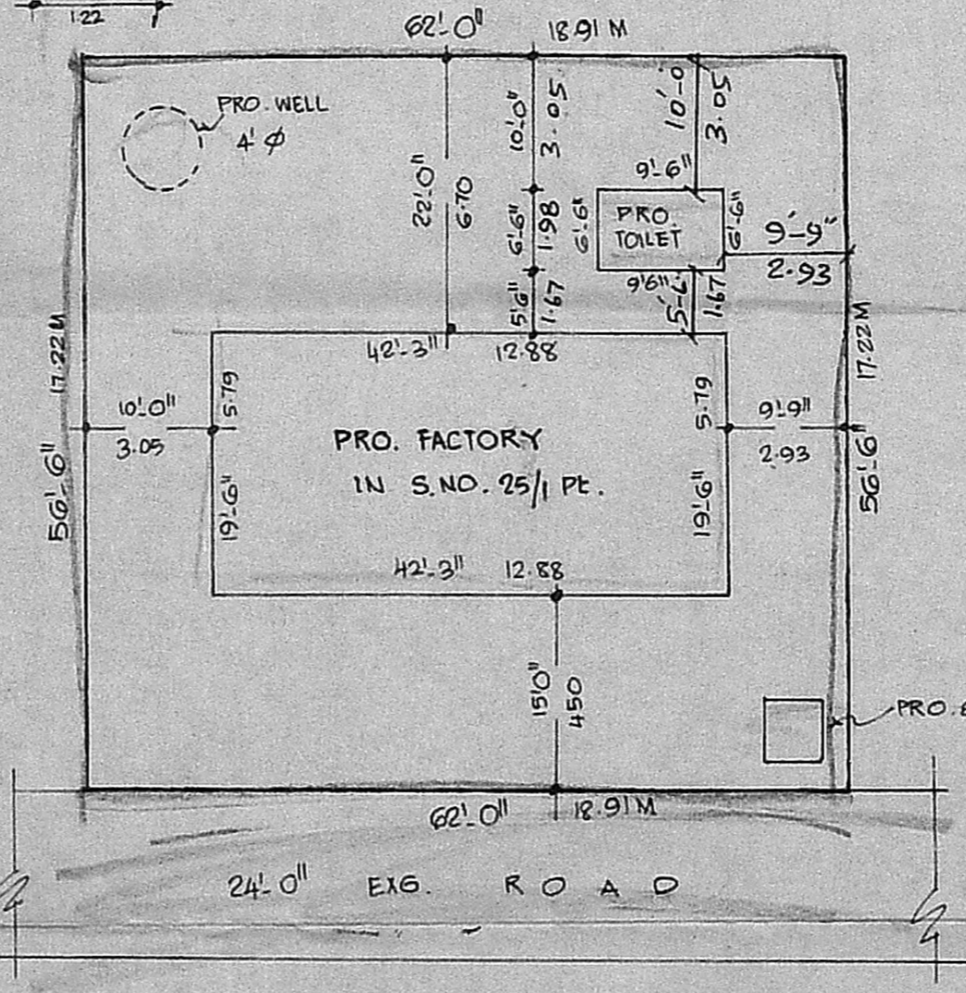 1.22
62'-0" 18.91 M
PRO. WELL
4' Ø
22'-0"
6.70
10'-0"
3.05
6'-6"
1.98
5'6"
1.67
10'-0
3.05
9'-6"
6'-6"
PRO.
TOILET
6'-6"
9'6"
5'-6"
1.67
9'-9"
2.93
42'-3" 12.88
17.22M
56'-6"
10'-0"
3.05
5.79
19'-6"
PRO. FACTORY
IN S.NO. 25/1 Pt.
5.79
19'-6"
9'-9"
2.93
17.22M
56'-6"
42'-3" 12.88
15'0"
450
PRO.
62'-0" 18.91M
24'-0" EXG. ROAD